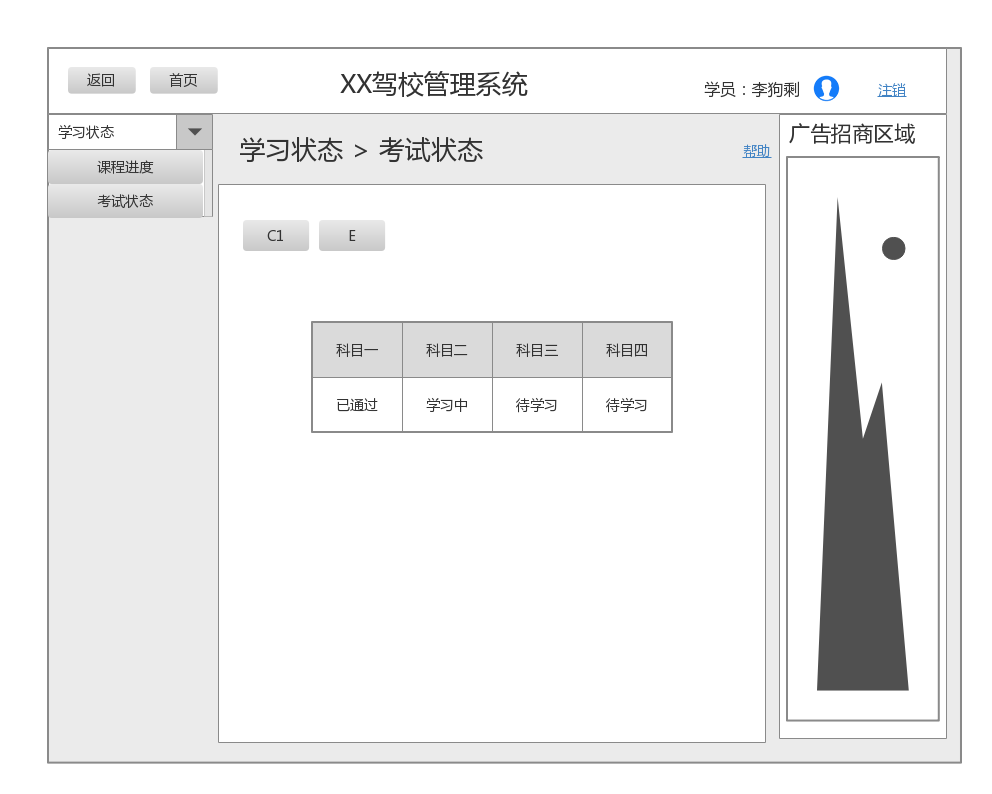 返回
首页
XX驾校管理系统
学员：李狗剩
注销
学习状态
课程进度
考试状态
学习状态 > 考试状态
帮助
广告招商区域
C1
E
科目一 科目二 科目三 科目四
已通过 学习中 待学习 待学习